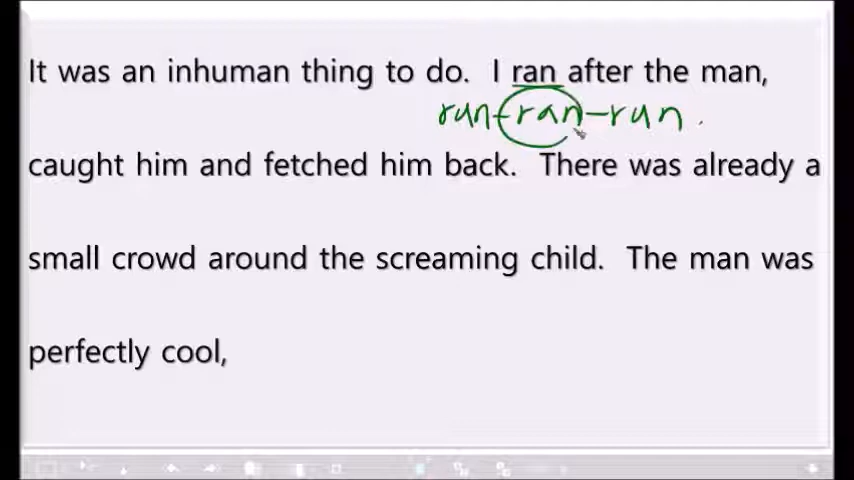 It was an inhuman thing to do. I ran after the man,
run-ran-run.
caught him and fetched him back. There was already a
small crowd around the screaming child. The man was
perfectly cool,